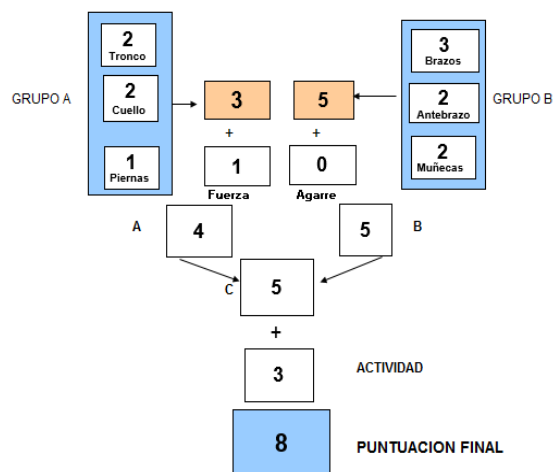 2
Tronco
3
Brazos
GRUPO A
2
Cuello
3
5
2
Antebrazo
GRUPO B
+
+
1
Piernas
1
0
2
Muñecas
Fuerza
Agarre
A
4
5
B
C
5
+
3
ACTIVIDAD
8
PUNTUACION FINAL